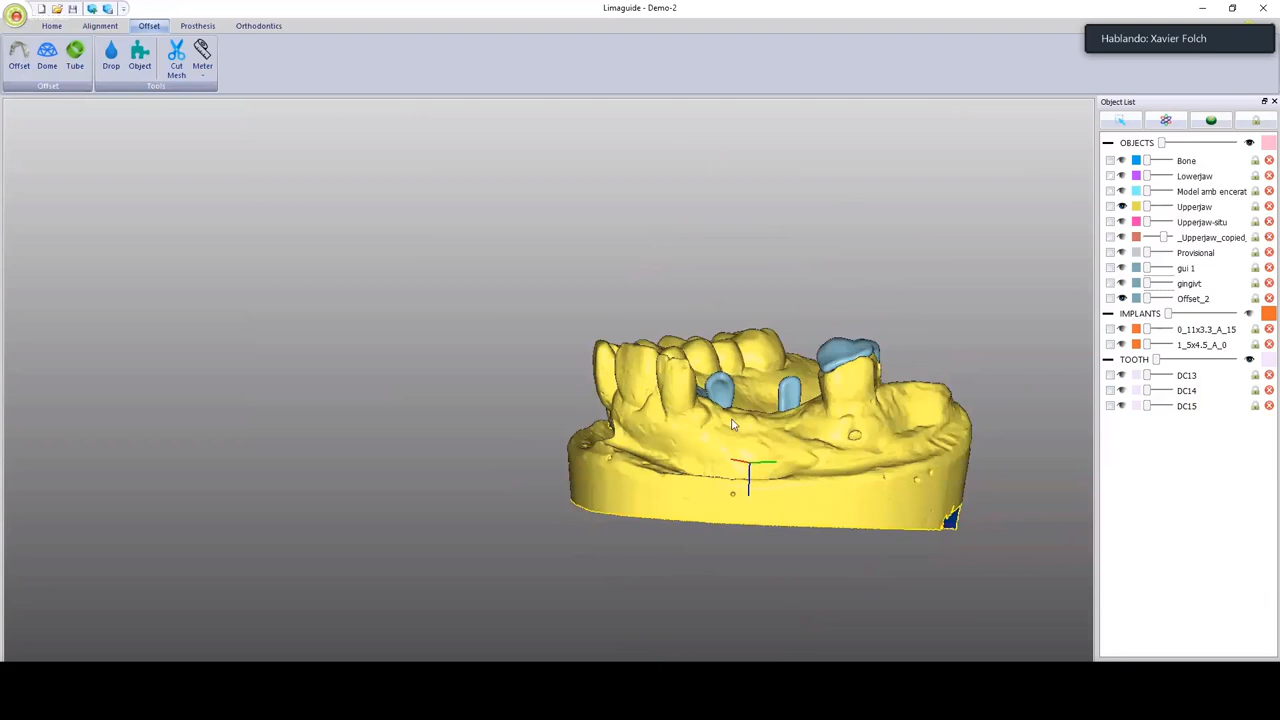 Limaguide - Demo-2
Home Alignment Offset Prosthesis Orthodontics
Hablando: Xavier Folch
Offset Dome Tube Drop Object Cut Mesh Meter
Offset Tools
Object List
OBJECTS
Bone
Lowerjaw
Model amb encerat
Upperjaw
Upperjaw-situ
_Upperjaw_copied_
Provisional
gui 1
gingivt
Offset_2
IMPLANTS
0_11x3.3_A_15
1_5x4.5_A_0
TOOTH
DC13
DC14
DC15